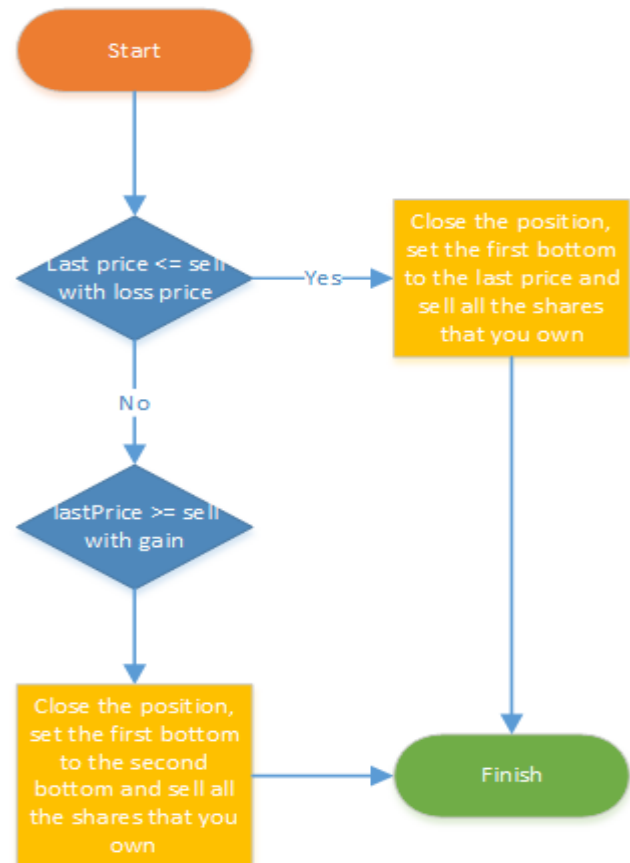 Start
Last price <= sell
with loss price
Yes
Close the position,
set the first bottom
to the last price and
sell all the shares
that you own
No
lastPrice >= sell
with gain
Close the position,
set the first bottom
to the second
bottom and sell all
the shares that you
own
Finish